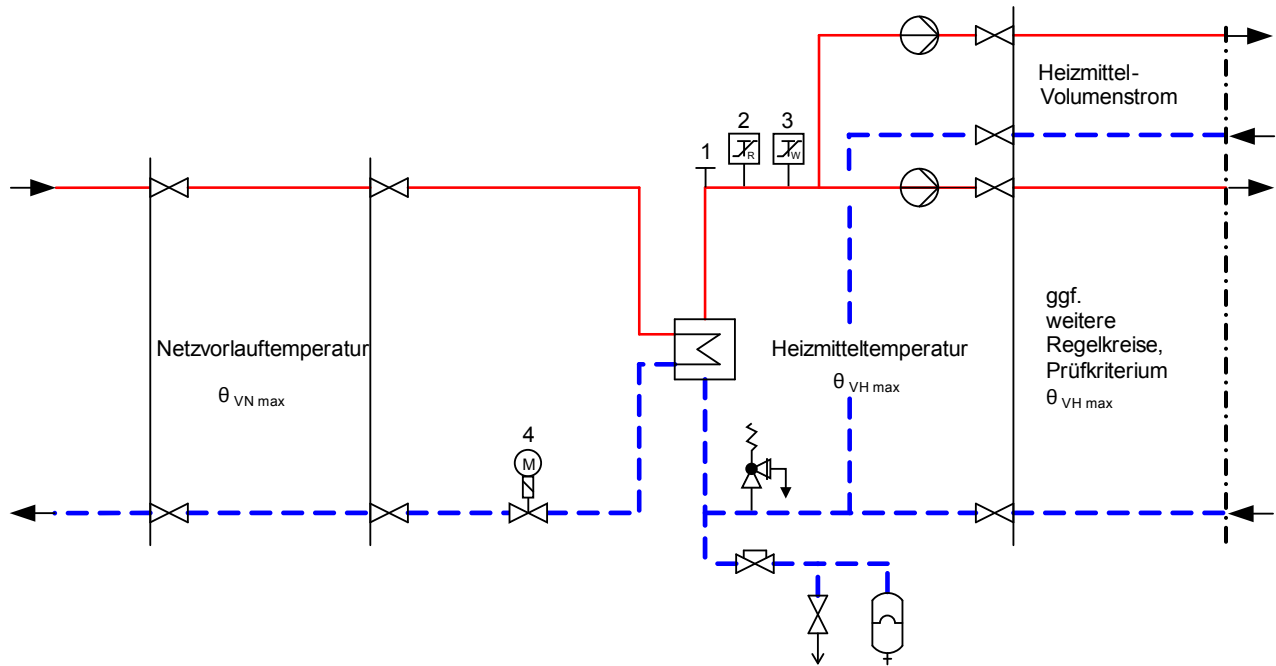 Heizmittel-
Volumenstrom
1
2
R
3
W
Netzvorlauftemperatur
θ VN max
Heizmitteltemperatur
θ VH max
ggf.
weitere
Regelkreise,
Prüfkriterium
θ VH max
4
M